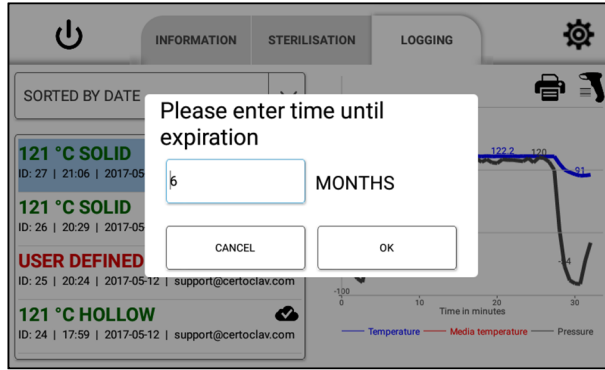 INFORMATION
STERILISATION
LOGGING
SORTED BY DATE
Please enter time until
expiration
6
MONTHS
CANCEL
OK
121 °C SOLID
ID: 27 | 21:06 | 2017-05
121 °C SOLID
ID: 26 | 20:29 | 2017-05
USER DEFINED
ID: 25 | 20:24 | 2017-05-12 | support@certoclav.com
121 °C HOLLOW
ID: 24 | 17:59 | 2017-05-12 | support@certoclav.com
122.2
120
91
-100
0
10
20
30
Time in minutes
Temperature
Media temperature
Pressure